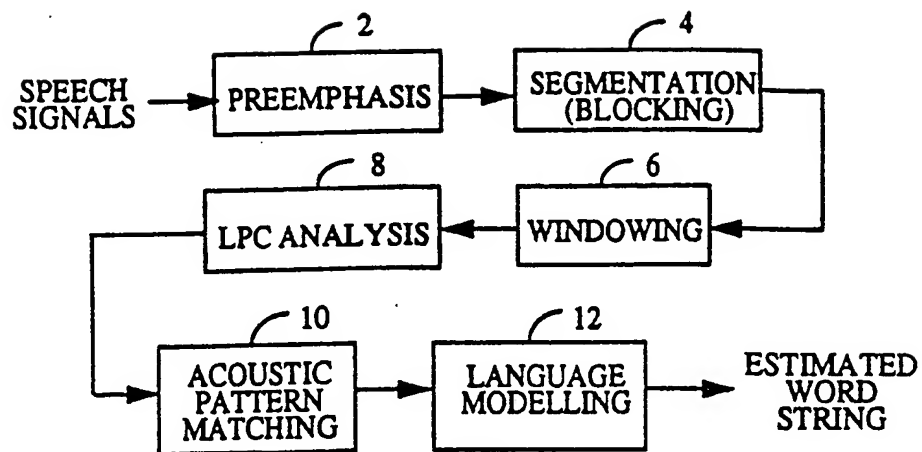 2
4
SPEECH
SIGNALS
PREEMPHASIS
SEGMENTATION
(BLOCKING)
8
6
LPC ANALYSIS
WINDOWING
10
12
ACOUSTIC
PATTERN
MATCHING
LANGUAGE
MODELLING
ESTIMATED
WORD
STRING